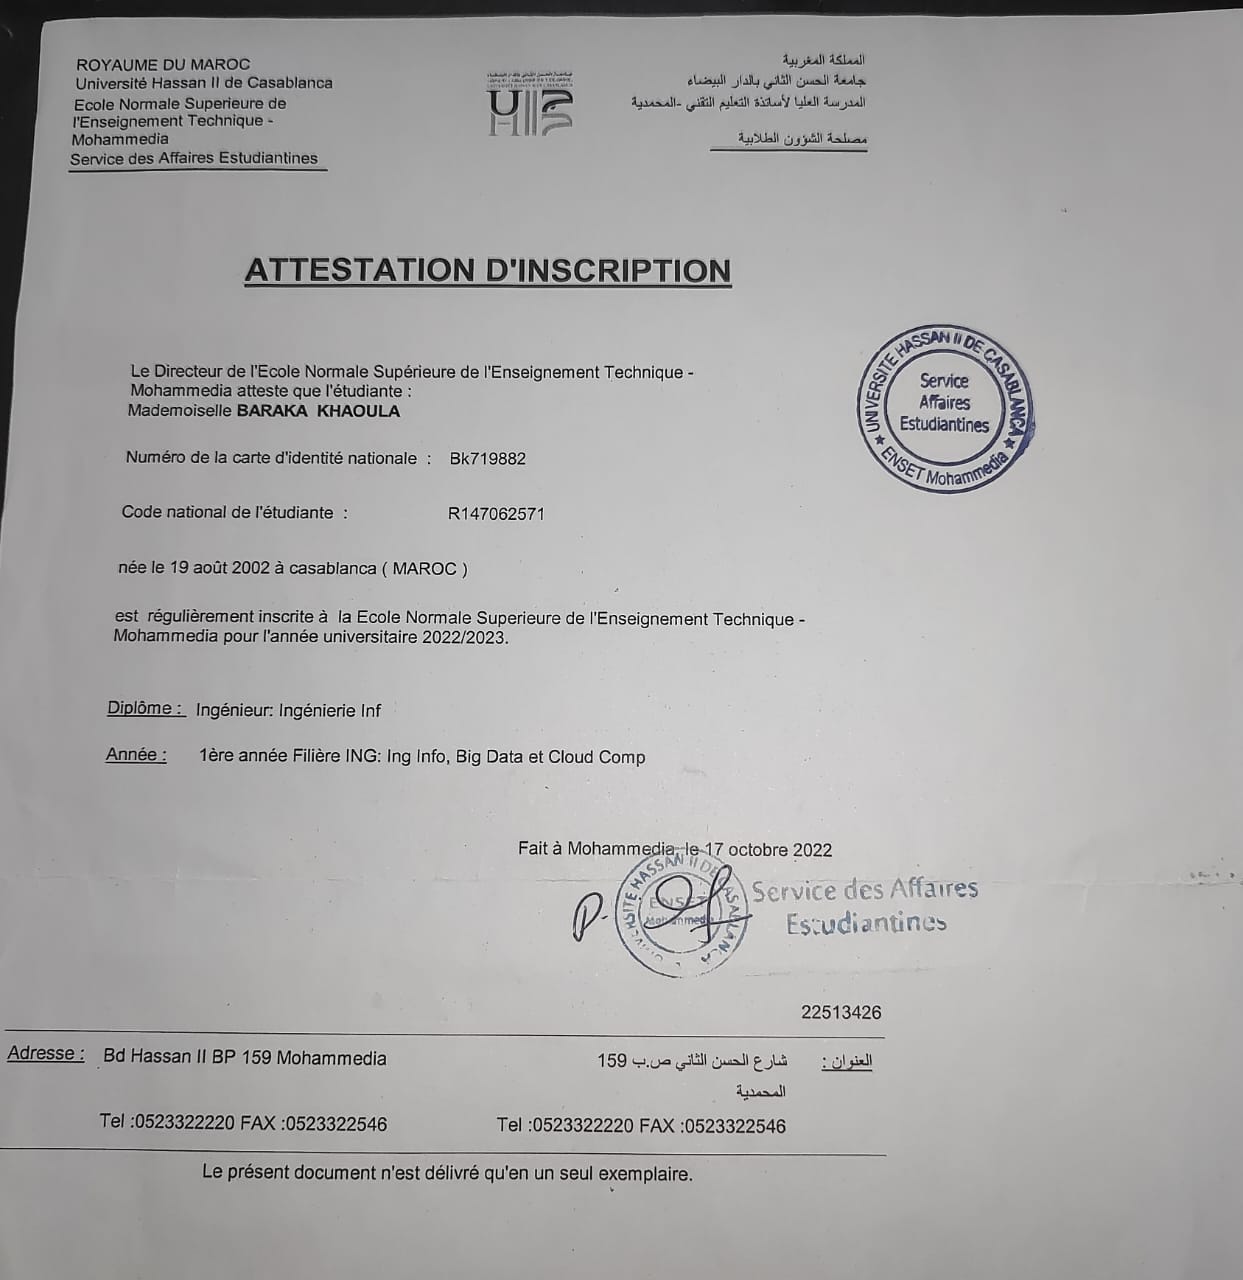 ROYAUME DU MAROC
Université Hassan II de Casablanca
Ecole Normale Superieure de
l'Enseignement Technique -
Mohammedia
Service des Affaires Estudiantines
المملكة المغربية
جامعة الحسن الثاني بالدار البيضاء
المدرسة العليا لأساتذة التعليم التقني -المحمدية
مصلحة الشؤون الطلابية
ATTESTATION D'INSCRIPTION
UNIVERSITE HASSAN II DE CASABLANCA
Service
Affaires
Estudiantines
ENSET Mohammedia
Le Directeur de l'Ecole Normale Supérieure de l'Enseignement Technique -
Mohammedia atteste que l'étudiante :
Mademoiselle BARAKA KHAOULA
Numéro de la carte d'identité nationale : Bk719882
Code national de l'étudiante : R147062571
née le 19 août 2002 à casablanca ( MAROC )
est régulièrement inscrite à la Ecole Normale Superieure de l'Enseignement Technique -
Mohammedia pour l'année universitaire 2022/2023.
Diplôme : Ingénieur: Ingénierie Inf
Année : 1ère année Filière ING: Ing Info, Big Data et Cloud Comp
Fait à Mohammedia, le 17 octobre 2022
HASSAN II DE CASABLANCA
ENSET
Service des Affaires
Estudiantines
22513426
Adresse : Bd Hassan II BP 159 Mohammedia
العنوان : شارع الحسن الثاني ص.ب 159
المحمدية
Tel :0523322220 FAX :0523322546
Tel :0523322220 FAX :0523322546
Le présent document n'est délivré qu'en un seul exemplaire.